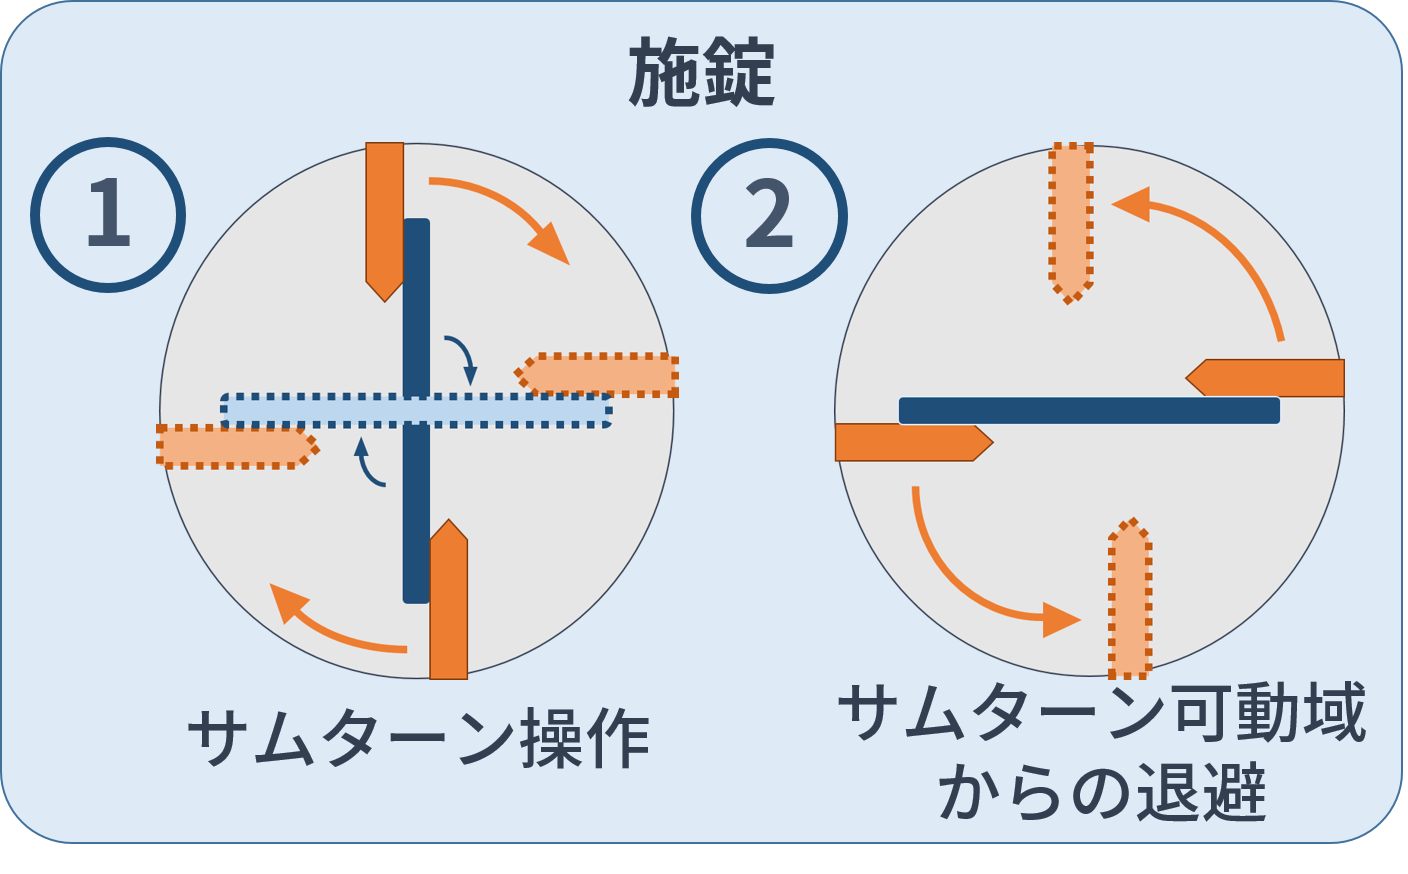 施錠
1
2
サムターン操作
サムターン可動域
からの退避